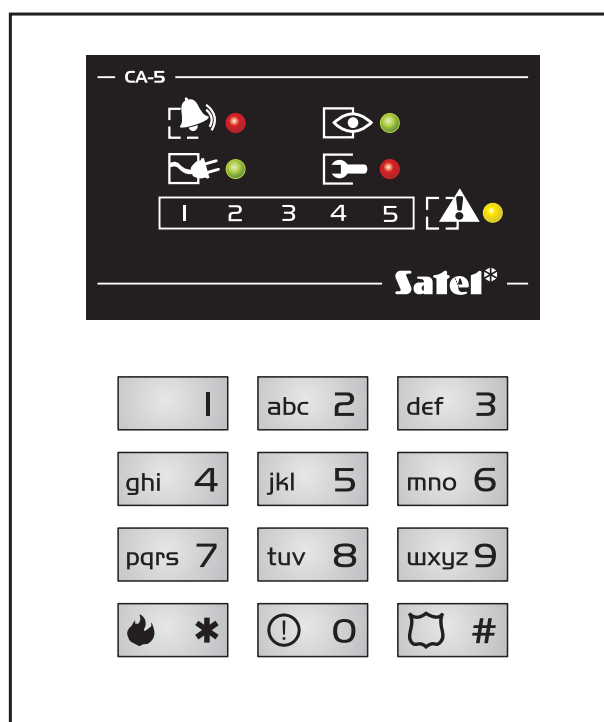 CA-5
1 2 3 4 5
Satel
1 abc 2 def 3
ghi 4 jkl 5 mno 6
pqrs 7 tuv 8 wxyz 9
* 0 #